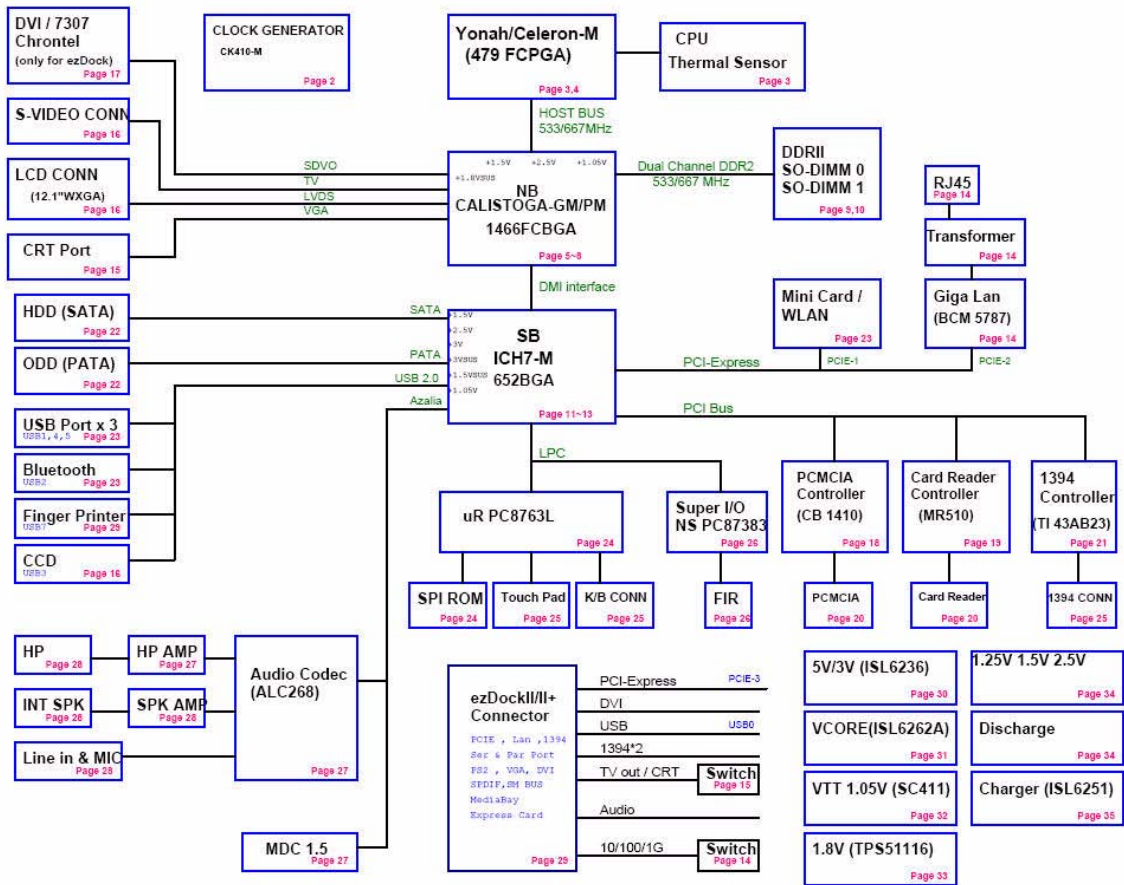 DVI / 7307
Chrontel
(only for ezDock)
Page 17
CLOCK GENERATOR
CK410-M
Page 2
Yonah/Celeron-M
(479 FCPGA)
Page 3,4
CPU
Thermal Sensor
Page 3
HOST BUS
533/667MHz
S-VIDEO CONN
Page 16
LCD CONN
(12.1"WXGA)
Page 16
CRT Port
Page 15
SDVO
TV
LVDS
VGA
+1.5V +2.5V +1.05V
+1.8VSUS
NB
CALISTOGA-GM/PM
1466FCBGA
Page 5~8
Dual Channel DDR2
533/667 MHz
DDRII
SO-DIMM 0
SO-DIMM 1
Page 9,10
RJ45
Page 14
Transformer
Page 14
Giga Lan
(BCM 5787)
Page 14
DMI interface
Mini Card /
WLAN
Page 23
HDD (SATA)
Page 22
ODD (PATA)
Page 22
SATA
PATA
USB 2.0
Azalia
+1.5V
+2.5V
+3V
+3VSUS
+1.5VSUS
+1.05V
SB
ICH7-M
652BGA
Page 11~13
PCI-Express
PCIE-1
PCIE-2
PCI Bus
USB Port x 3
USB1,4,5
Page 23
Bluetooth
USB2
Page 23
Finger Printer
USB7
Page 29
CCD
USB3
Page 16
LPC
uR PC8763L
Page 24
Super I/O
NS PC87383
Page 26
PCMCIA
Controller
(CB 1410)
Page 18
Card Reader
Controller
(MR510)
Page 19
1394
Controller
(TI 43AB23)
Page 21
SPI ROM
Page 24
Touch Pad
Page 25
K/B CONN
Page 25
FIR
Page 26
PCMCIA
Page 20
Card Reader
Page 20
1394 CONN
Page 25
HP
Page 28
HP AMP
Page 27
INT SPK
Page 28
SPK AMP
Page 28
Line in & MIC
Page 28
Audio Codec
(ALC268)
Page 27
MDC 1.5
Page 27
ezDockII/II+
Connector
PCIE , Lan ,1394
Ser & Par Port
PS2 , VGA, DVI
SPDIF,SM BUS
MediaBay
Express Card
Page 29
PCI-Express
PCIE-3
DVI
USB
USB0
1394*2
TV out / CRT
Switch
Page 15
Audio
10/100/1G
Switch
Page 14
5V/3V (ISL6236)
Page 30
1.25V 1.5V 2.5V
Page 34
VCORE(ISL6262A)
Page 31
Discharge
Page 34
VTT 1.05V (SC411)
Page 32
Charger (ISL6251)
Page 35
1.8V (TPS51116)
Page 33